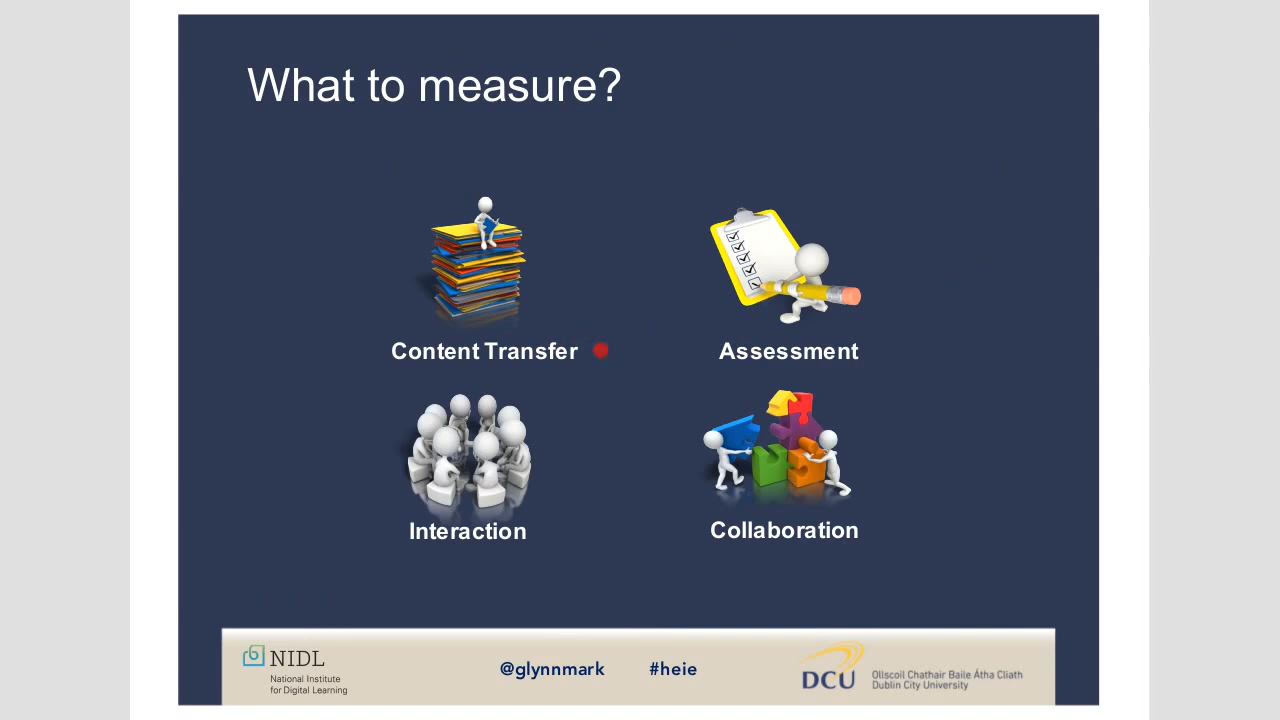 What to measure?
Content Transfer
Assessment
Interaction
Collaboration
NIDL
National Institute
for Digital Learning
@glynnmark #heie
DCU
Ollscoil Chathair Baile Átha Cliath
Dublin City University